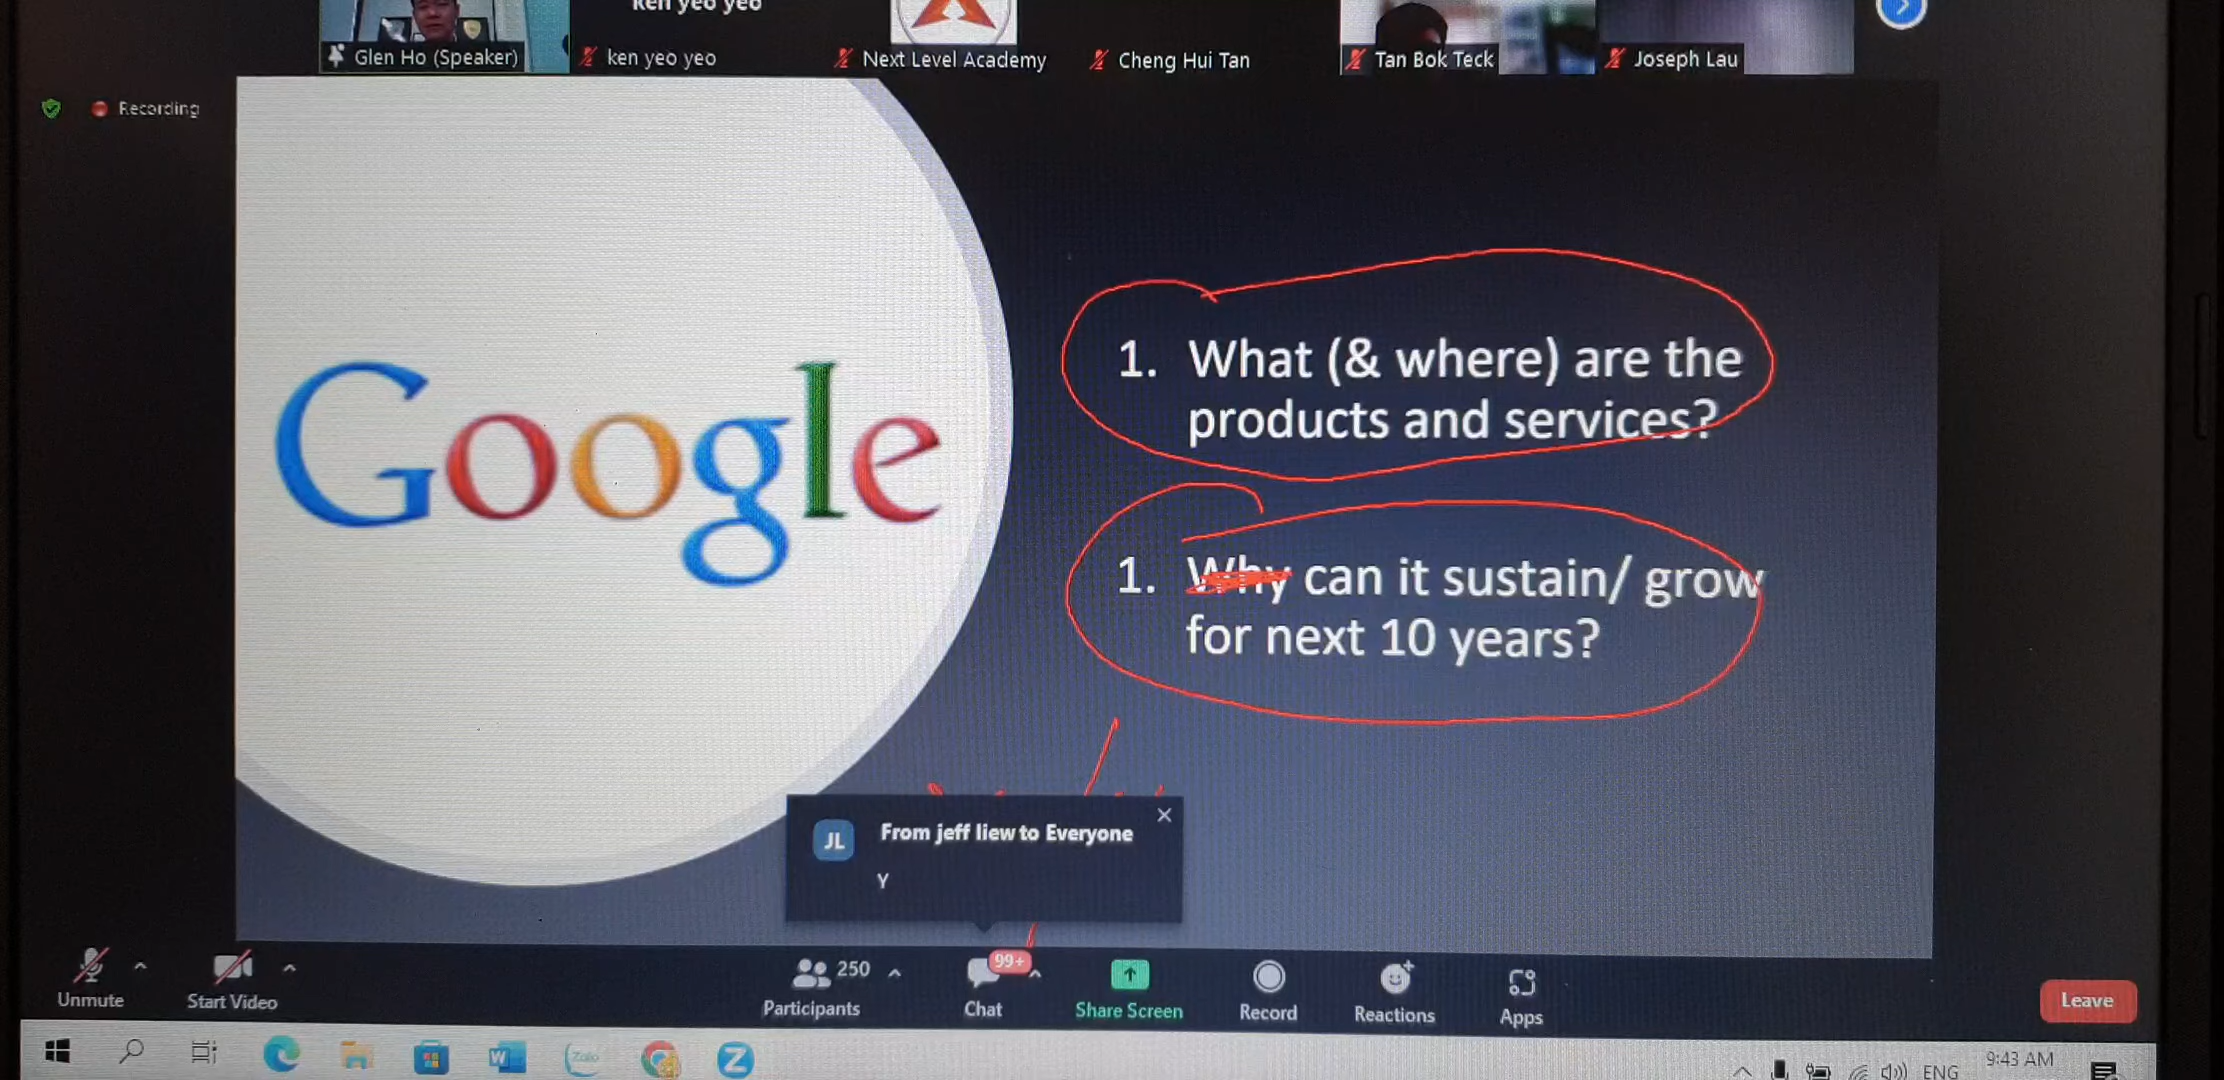 ken yeo yeo
Glen Ho (Speaker)
ken yeo yeo
Next Level Academy
Cheng Hui Tan
Tan Bok Teck
Joseph Lau
Recording
Google
1. What (& where) are the
products and services?
1. Why can it sustain/ grow
for next 10 years?
JL
From jeff liew to Everyone
Y
Unmute
Start Video
250
Participants
99+
Chat
Share Screen
Record
Reactions
Apps
Leave
W
Zalo
Z
ENG
9:43 AM